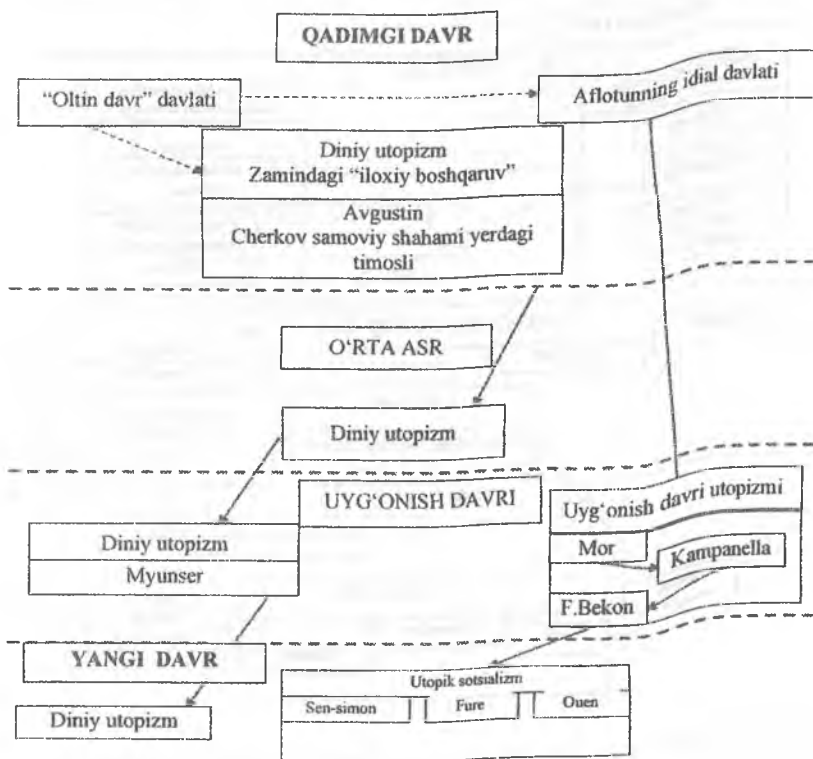 QADIMGI DAVR
“Oltin davr” davlati
Aflotunning idial davlati
Diniy utopizm
Zamindagi “iloxiy boshqaruv”
Avgustin
Cherkov samoviy shahami yerdagi
timosli
O‘RTA ASR
Diniy utopizm
UYG‘ONISH DAVRI
Uyg‘onish davri utopizmi
Diniy utopizm
Myunser
Mor
Kampanella
F.Bekon
YANGI DAVR
Utopik sotsializm
Sen-simon
Fure
Ouen
Diniy utopizm